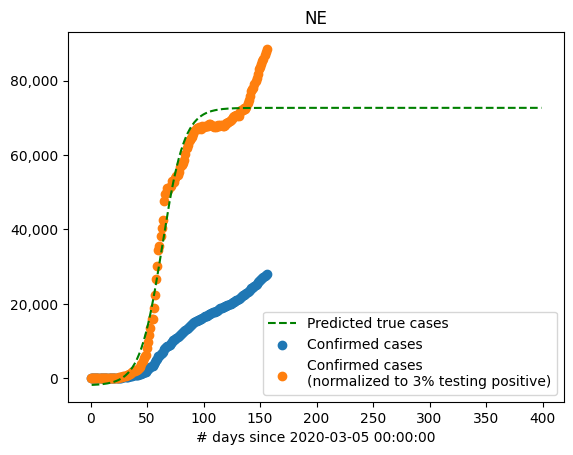 NE
80,000
60,000
40,000
20,000
0
Predicted true cases
Confirmed cases
Confirmed cases
(normalized to 3% testing positive)
0 50 100 150 200 250 300 350 400
# days since 2020-03-05 00:00:00